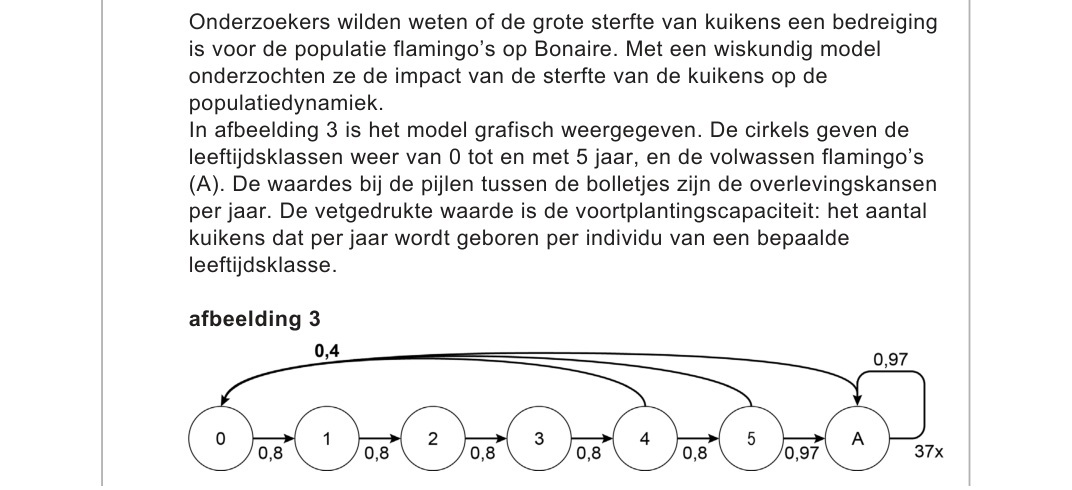 Onderzoekers wilden weten of de grote sterfte van kuikens een bedreiging
is voor de populatie flamingo's op Bonaire. Met een wiskundig model
onderzochten ze de impact van de sterfte van de kuikens op de
populatiedynamiek.
In afbeelding 3 is het model grafisch weergegeven. De cirkels geven de
leeftijdsklassen weer van 0 tot en met 5 jaar, en de volwassen flamingo's
(A). De waardes bij de pijlen tussen de bolletjes zijn de overlevingskansen
per jaar. De vetgedrukte waarde is de voortplantingscapaciteit: het aantal
kuikens dat per jaar wordt geboren per individu van een bepaalde
leeftijdsklasse.
afbeelding 3
0,4
0,97
0 1 2 3 4 5 A
0,8 0,8 0,8 0,8 0,8 0,97 37x